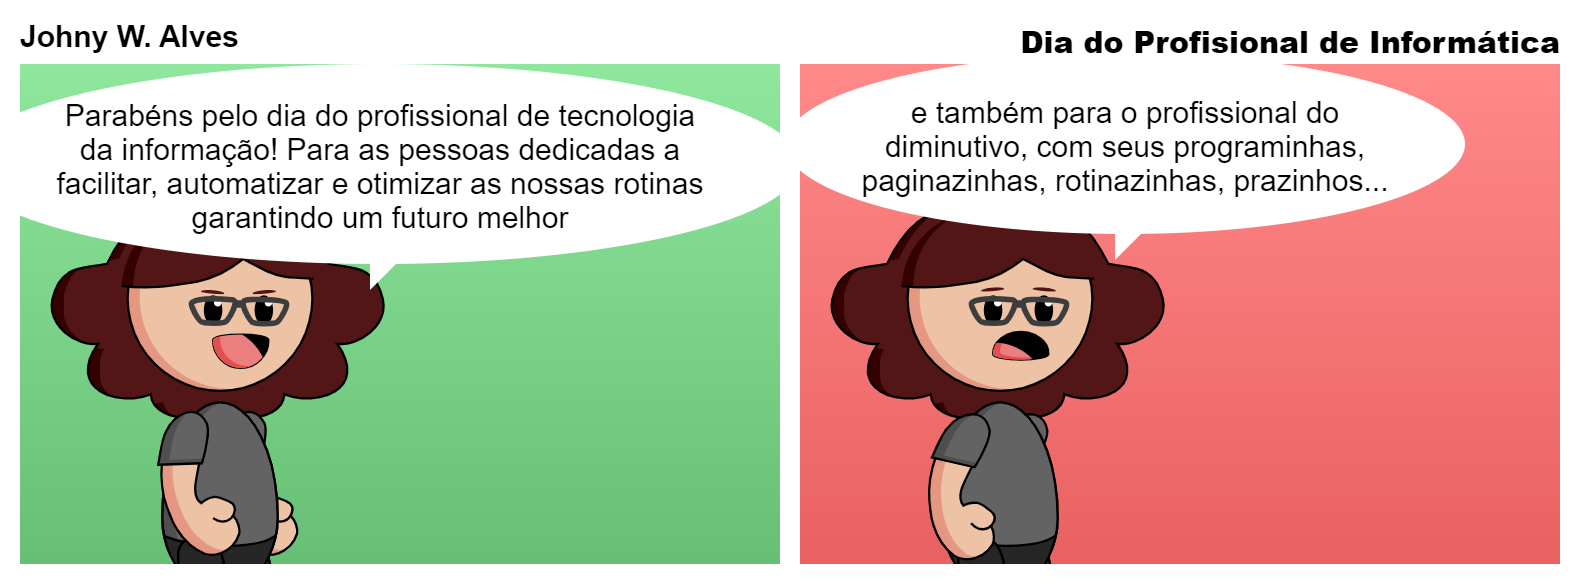 Johny W. Alves
Dia do Profisional de Informática
Parabéns pelo dia do profissional de tecnologia
da informação! Para as pessoas dedicadas a
facilitar, automatizar e otimizar as nossas rotinas
garantindo um futuro melhor
e também para o profissional do
diminutivo, com seus programinhas,
paginazinhas, rotinazinhas, prazinhos...